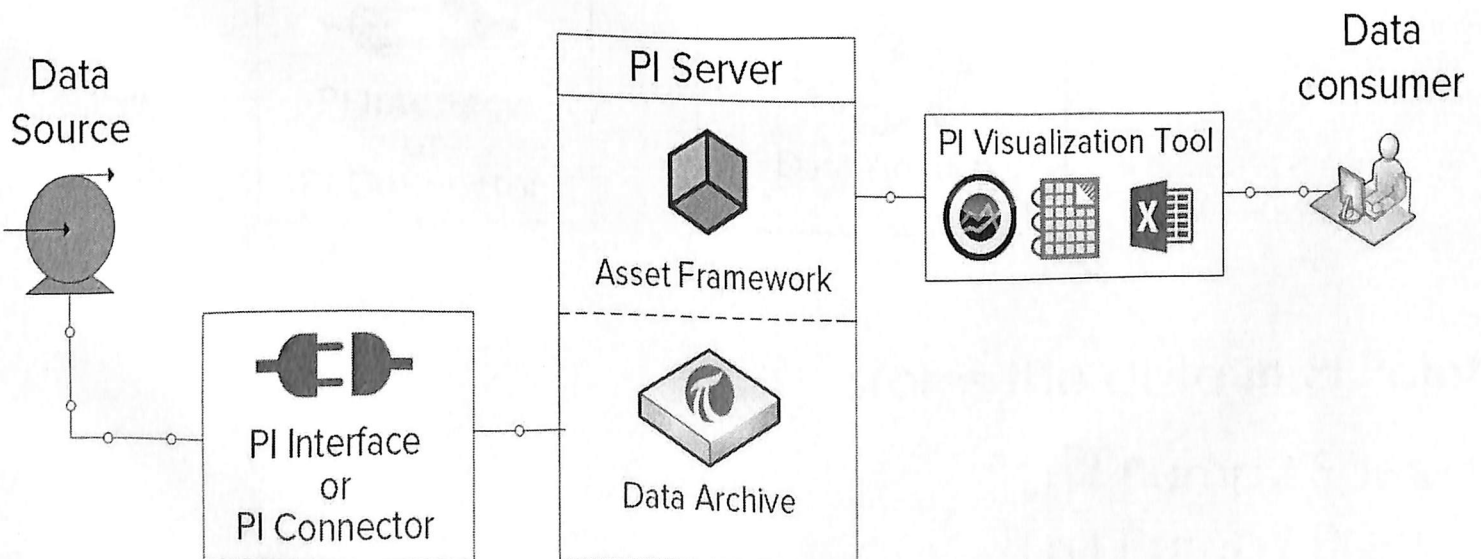 Data
Source
PI Interface
or
PI Connector
PI Server
Asset Framework
Data Archive
PI Visualization Tool
X
Data
consumer